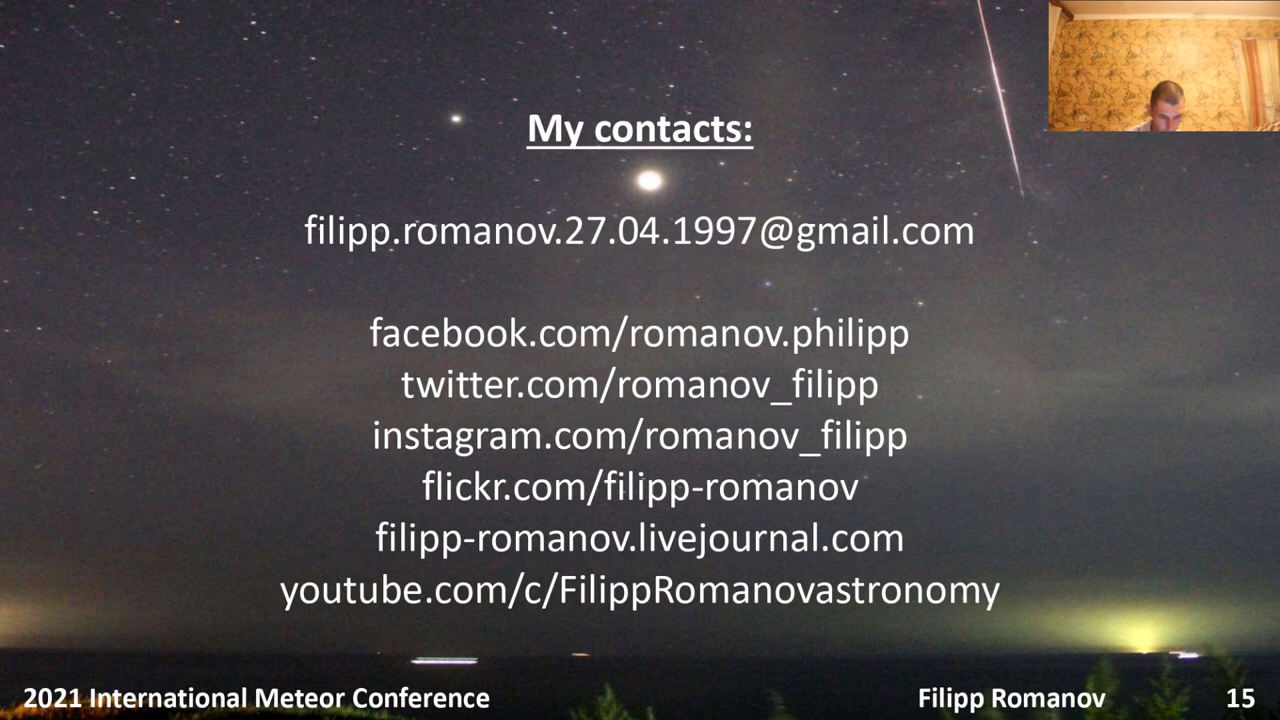 My contacts:
filipp.romanov.27.04.1997@gmail.com
facebook.com/romanov.philipp
twitter.com/romanov_filipp
instagram.com/romanov_filipp
flickr.com/filipp-romanov
filipp-romanov.livejournal.com
youtube.com/c/FilippRomanovastronomy
2021 International Meteor Conference
Filipp Romanov
15